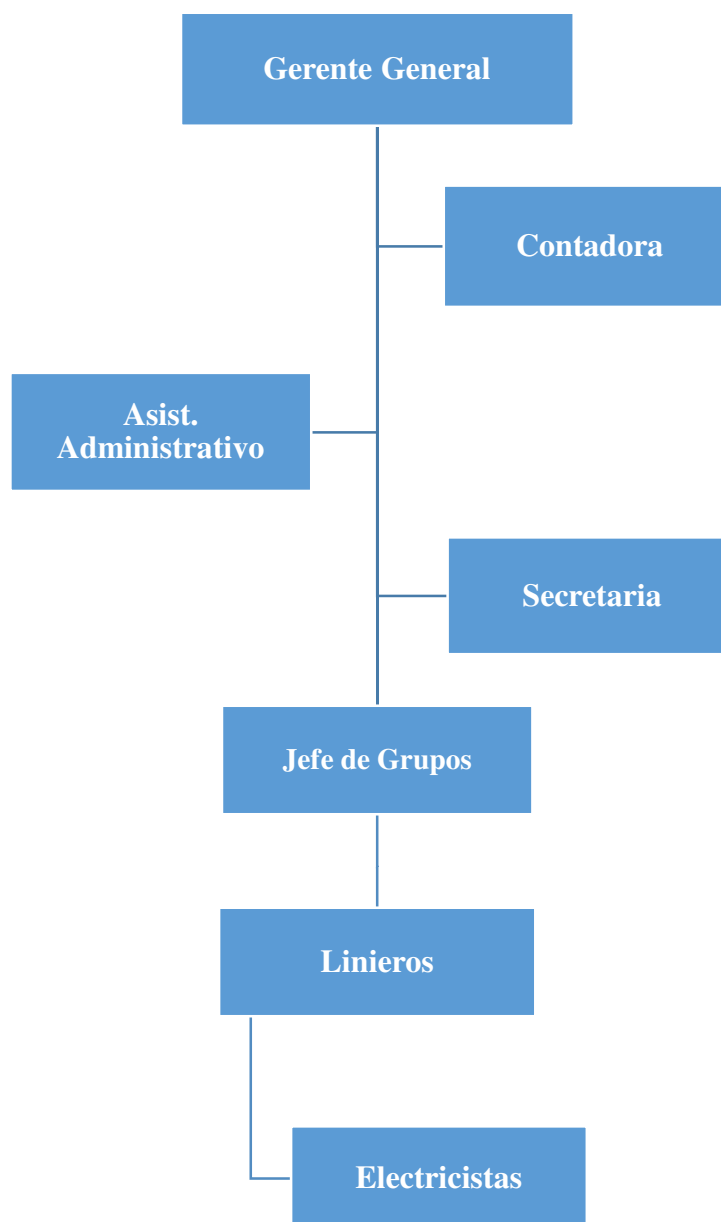 Gerente General
Contadora
Asist.
Administrativo
Secretaria
Jefe de Grupos
Linieros
Electricistas